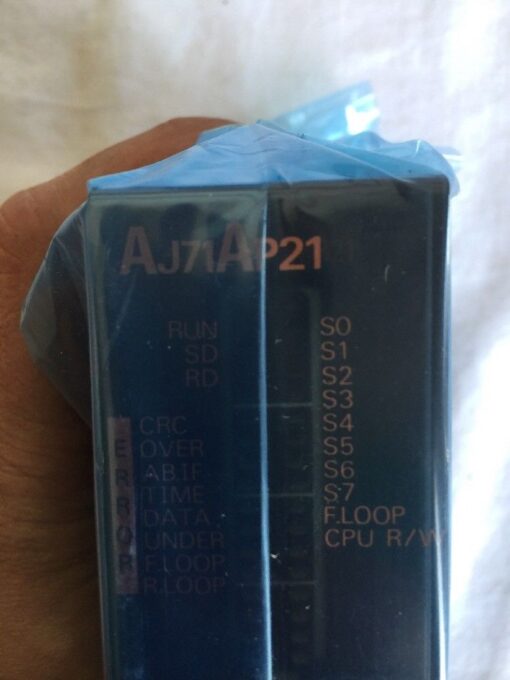 AJ71AP21
RUN S0
SD S1
RD S2
S3
CRC S4
OVER S5
AB.IF S6
TIME S7
DATA F.LOOP
UNDER CPU R/W
F.LOOP
R.LOOP
ERROR